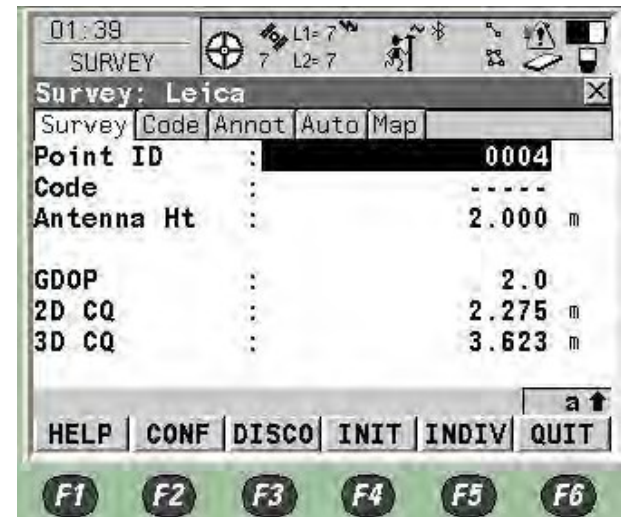 01:39
SURVEY
7 L1= 7
L2= 7
2
Survey: Leica X
Survey Code Annot Auto Map
Point ID : 0004
Code : -----
Antenna Ht : 2.000 m
GDOP : 2.0
2D CQ : 2.275 m
3D CQ : 3.623 m
a
HELP CONF DISCO INIT INDIV QUIT
F1 F2 F3 F4 F5 F6